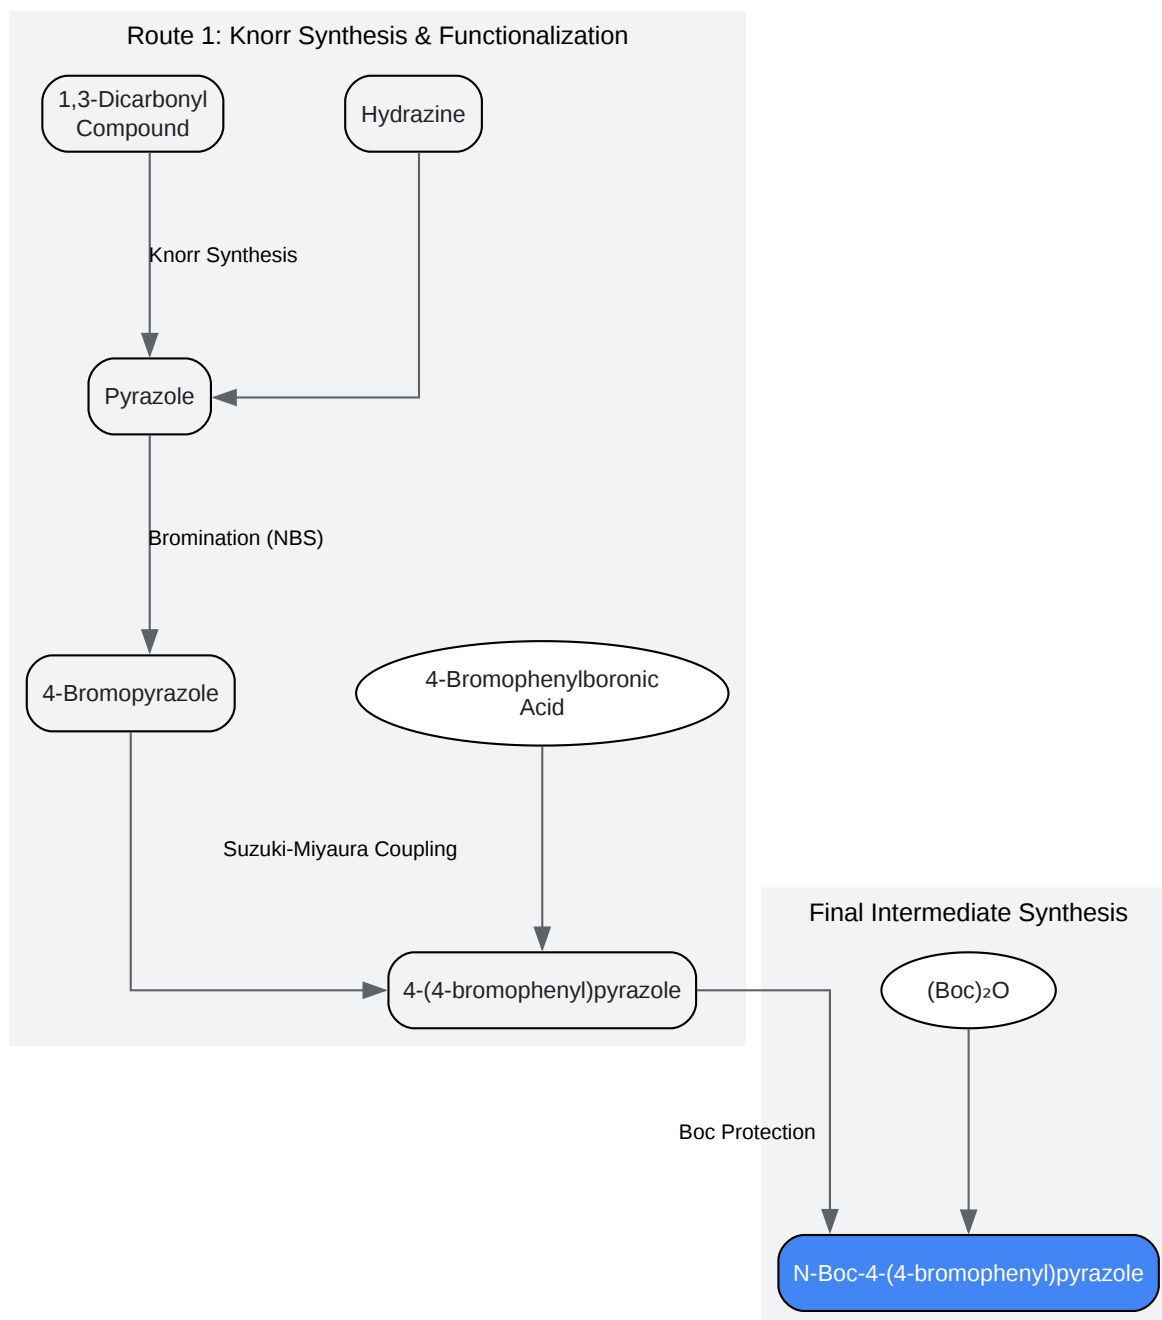 Route 1: Knorr Synthesis & Functionalization
1,3-Dicarbonyl
Compound
Hydrazine
Knorr Synthesis
Pyrazole
Bromination (NBS)
4-Bromopyrazole
4-Bromophenylboronic
Acid
Suzuki-Miyaura Coupling
4-(4-bromophenyl)pyrazole
Final Intermediate Synthesis
(Boc)₂O
Boc Protection
N-Boc-4-(4-bromophenyl)pyrazole